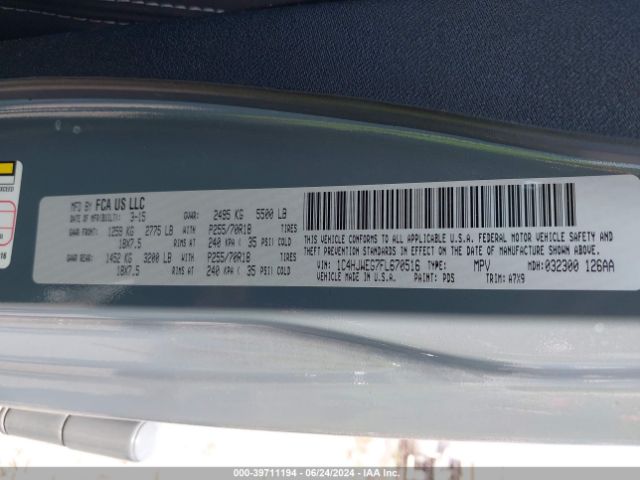 EXCEED
MFD BY FCA US LLC
DATE OF MFR(BUILT): 3-15 GVWR: 2495 KG 5500 LB
GAWR FRONT: 1259 KG 2775 LB WITH P255/70R18 TIRES
18X7.5 RIMS AT 240 KPA ( 35 PSI) COLD
GAWR REAR: 1452 KG 3200 LB WITH P255/70R18 TIRES
18X7.5 RIMS AT 240 KPA ( 35 PSI) COLD
THIS VEHICLE CONFORMS TO ALL APPLICABLE U.S.A. FEDERAL MOTOR VEHICLE SAFETY, BUMPER, AND
THEFT PREVENTION STANDARDS IN EFFECT ON THE DATE OF MANUFACTURE SHOWN ABOVE.
VIN: 1C4HJWEG7FL670516 TYPE: MPV MDH: 032300 126AA
VEHICLE MADE IN U.S.A. PAINT: PDS TRIM: A7X9
000-39711194 - 06/24/2024 - IAA Inc.